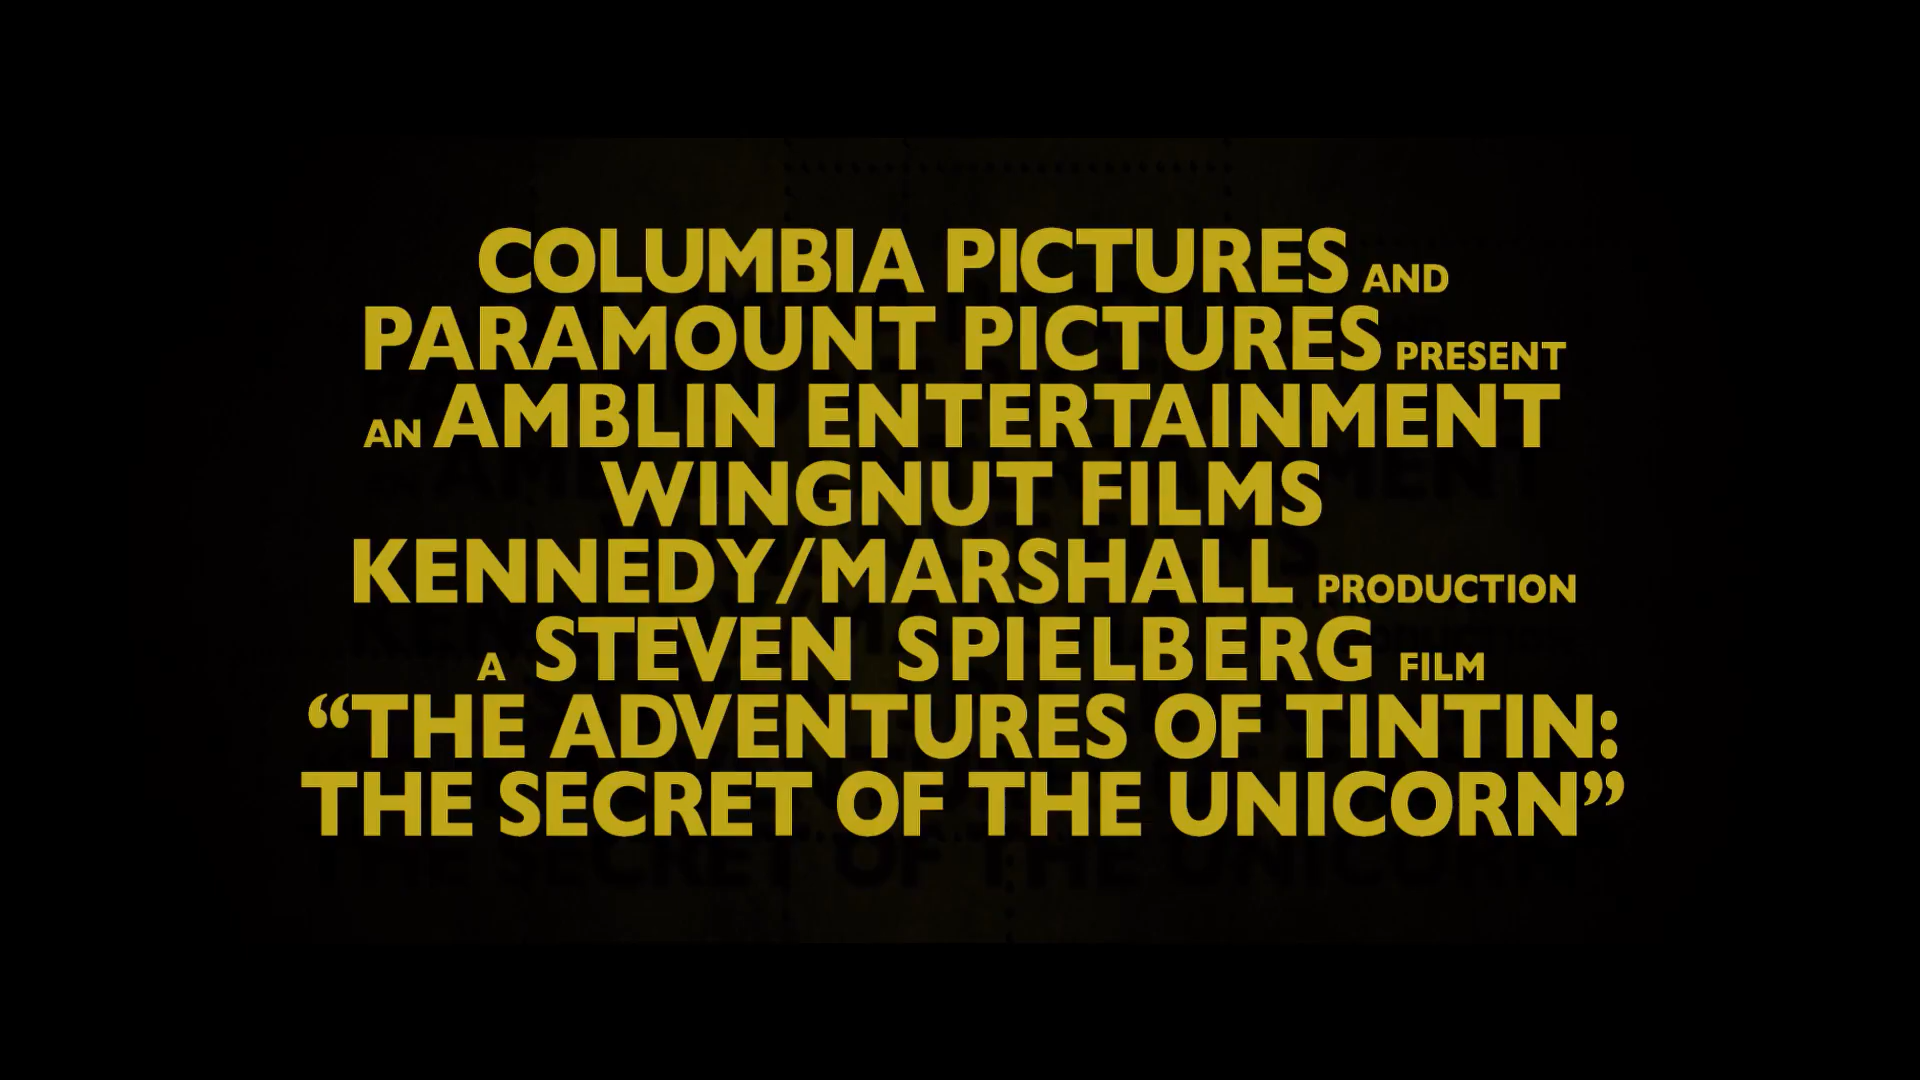 COLUMBIA PICTURES AND
PARAMOUNT PICTURES PRESENT
AN AMBLIN ENTERTAINMENT
WINGNUT FILMS
KENNEDY/MARSHALL PRODUCTION
A STEVEN SPIELBERG FILM
“THE ADVENTURES OF TINTIN:
THE SECRET OF THE UNICORN”